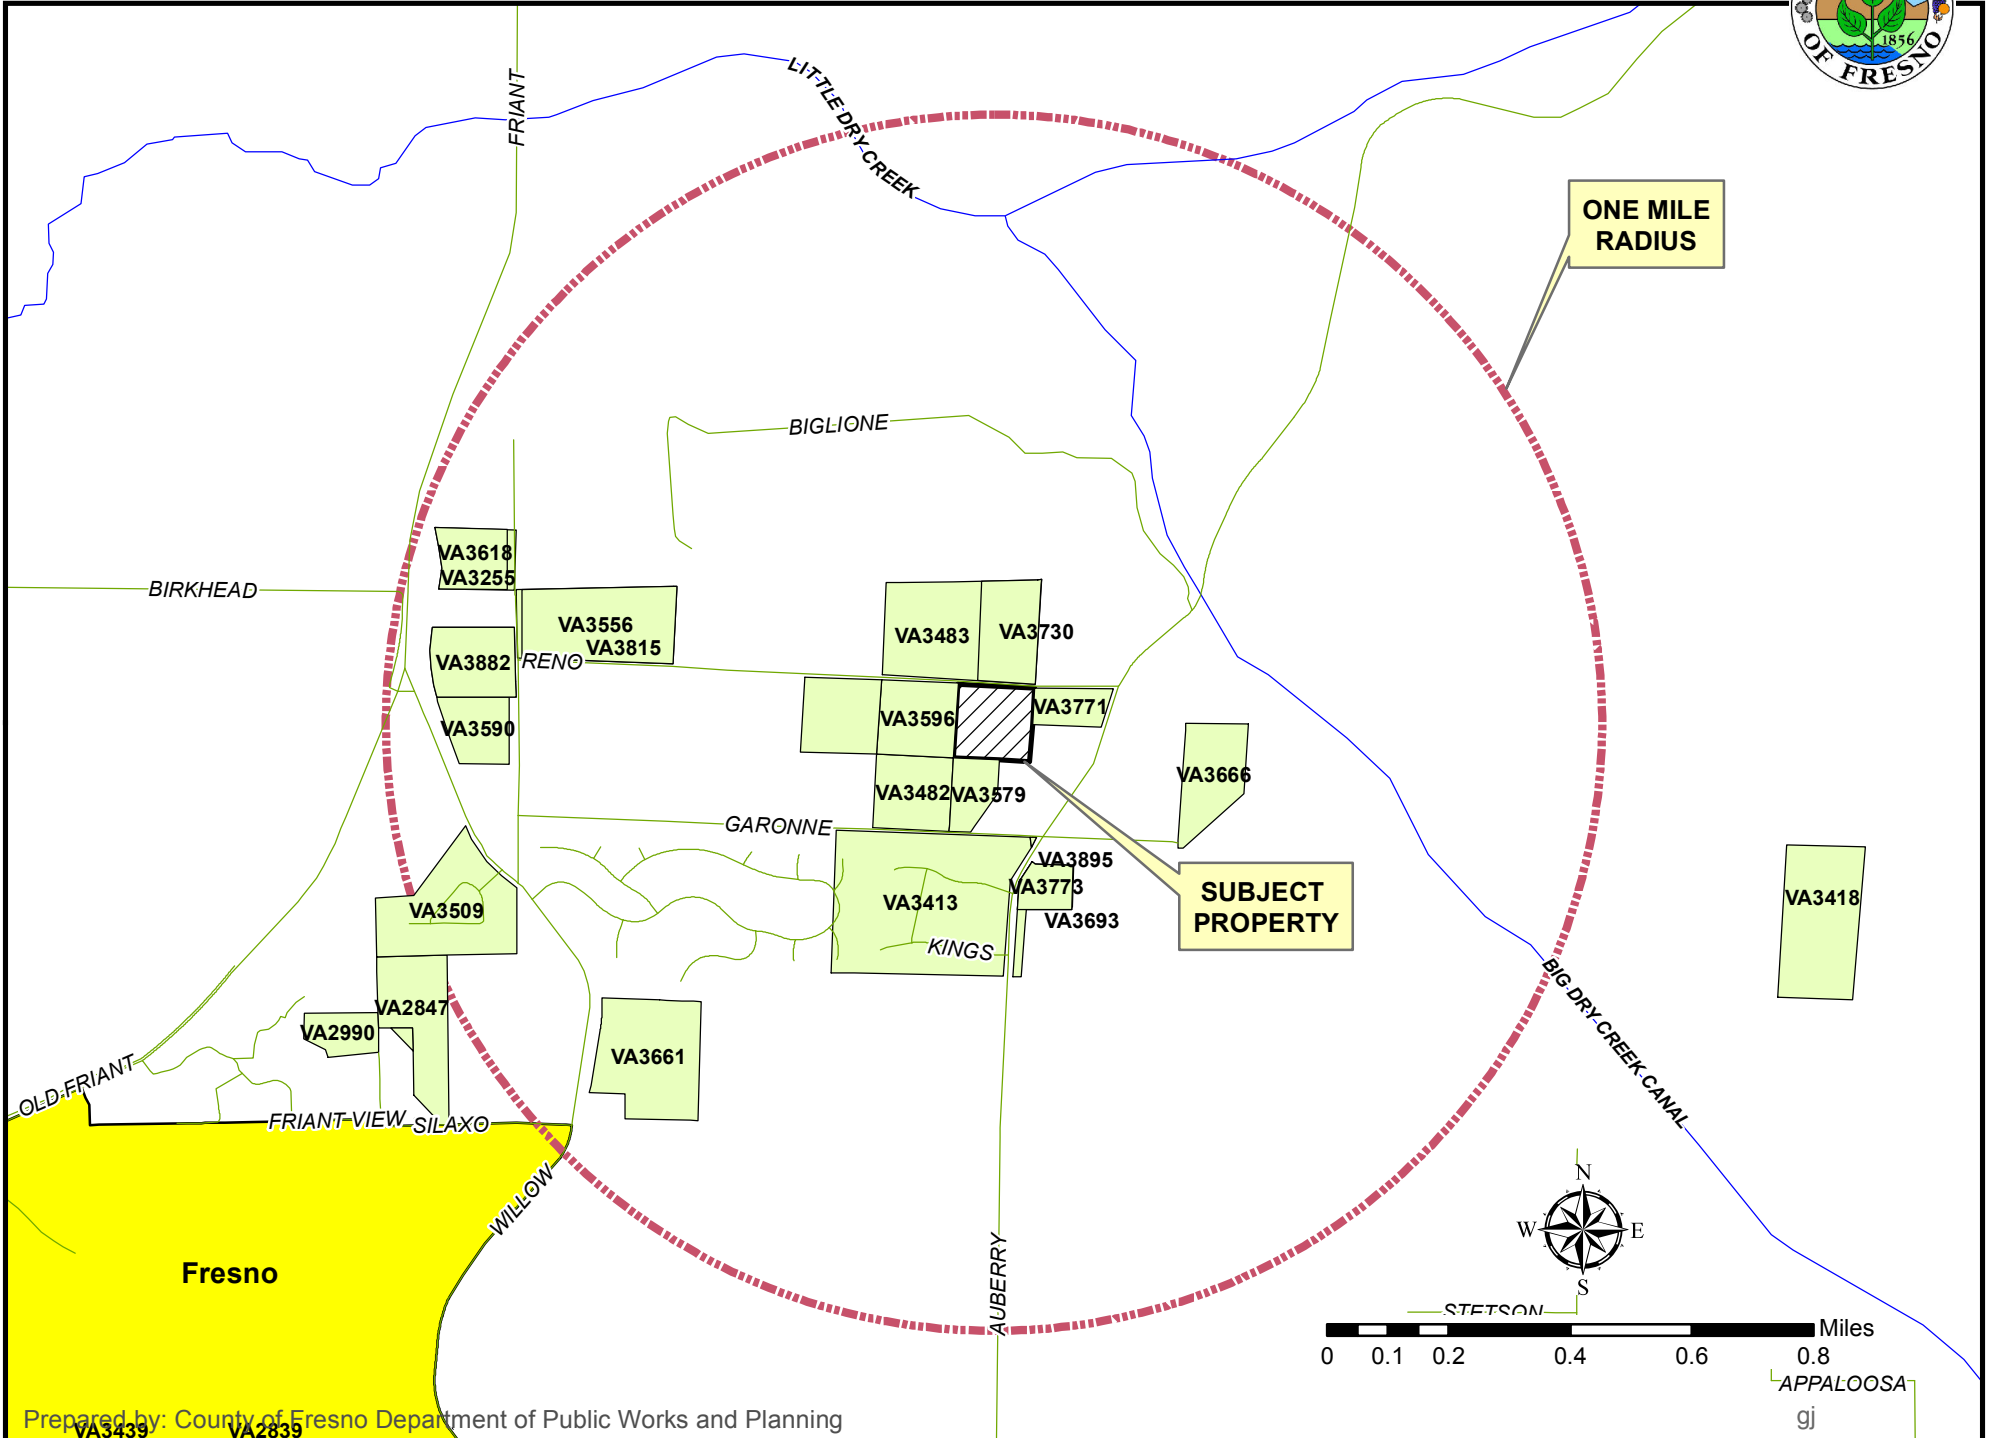 1856
OF FRESNO
LITTLE DRY CREEK
FRIANT
ONE MILE
RADIUS
BIGLIONE
VA3618
VA3255
BIRKHEAD
VA3556
VA3815
VA3483
VA3730
VA3882
RENO
VA3590
VA3596
VA3771
VA3666
VA3482
VA3579
GARONNE
VA3895
VA3773
VA3413
VA3693
KINGS
SUBJECT
PROPERTY
VA3418
VA3509
VA2847
VA2990
VA3661
BIG DRY CREEK CANAL
OLD FRIANT
FRIANT VIEW
SILAXO
WILLOW
AUBERRY
Fresno
N
W
E
S
STETSON
Miles
0 0.1 0.2 0.4 0.6 0.8
APPALOOSA
Prepared by: County of Fresno Department of Public Works and Planning
gj
VA3439
VA2839